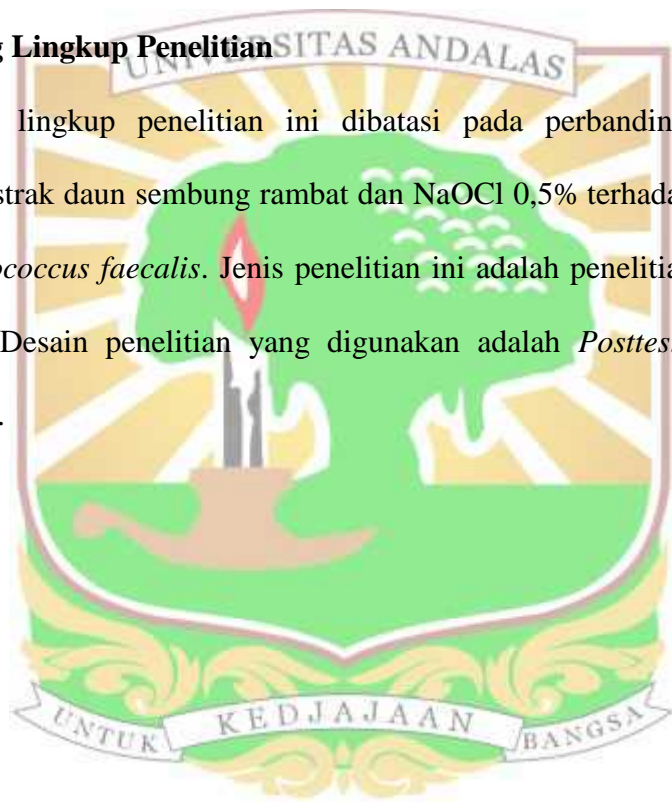 g Lingkup Penelitian
UNIVERSITAS ANDALAS
lingkup penelitian ini dibatasi pada perbandin
strak daun sembung rambat dan NaOCl 0,5% terhada
ococcus faecalis. Jenis penelitian ini adalah penelitia
Desain penelitian yang digunakan adalah Posttes
.
UNTUK KEDJAJAAN BANGSA